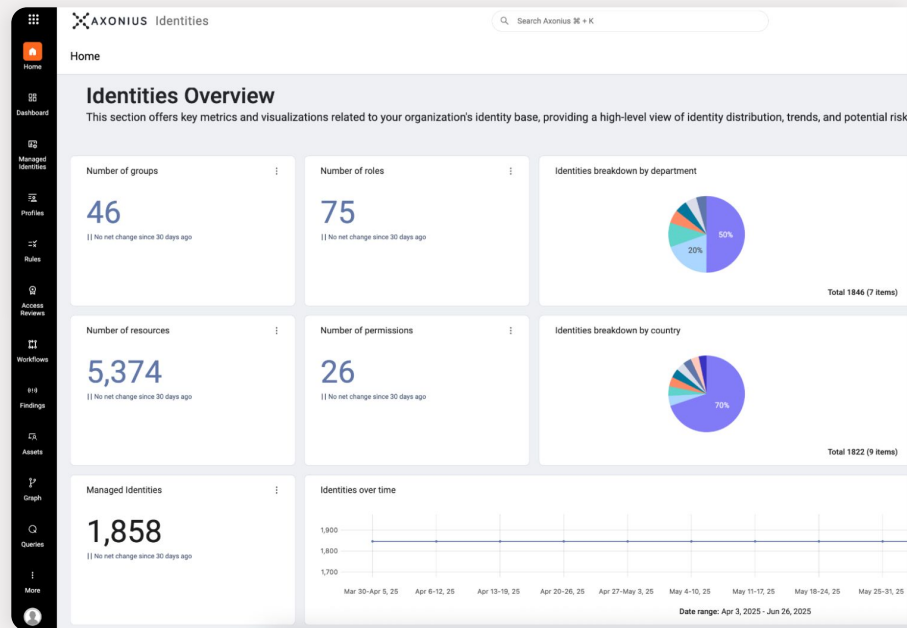 AXONIUS Identities
Search Axonius ⌘ + K
Home
Home
Dashboard
Managed
Identities
Profiles
Rules
Access
Reviews
Workflows
Findings
Assets
Graph
Queries
More
Identities Overview
This section offers key metrics and visualizations related to your organization's identity base, providing a high-level view of identity distribution, trends, and potential risk
Number of groups
46
|| No net change since 30 days ago
Number of roles
75
|| No net change since 30 days ago
Identities breakdown by department
50%
20%
Total 1846 (7 items)
Number of resources
5,374
|| No net change since 30 days ago
Number of permissions
26
|| No net change since 30 days ago
Identities breakdown by country
70%
Total 1822 (9 items)
Managed Identities
1,858
|| No net change since 30 days ago
Identities over time
1,900
1,800
1,700
Mar 30-Apr 5, 25 Apr 6-12, 25 Apr 13-19, 25 Apr 20-26, 25 Apr 27-May 3, 25 May 4-10, 25 May 11-17, 25 May 18-24, 25 May 25-31, 25
Date range: Apr 3, 2025 - Jun 26, 2025